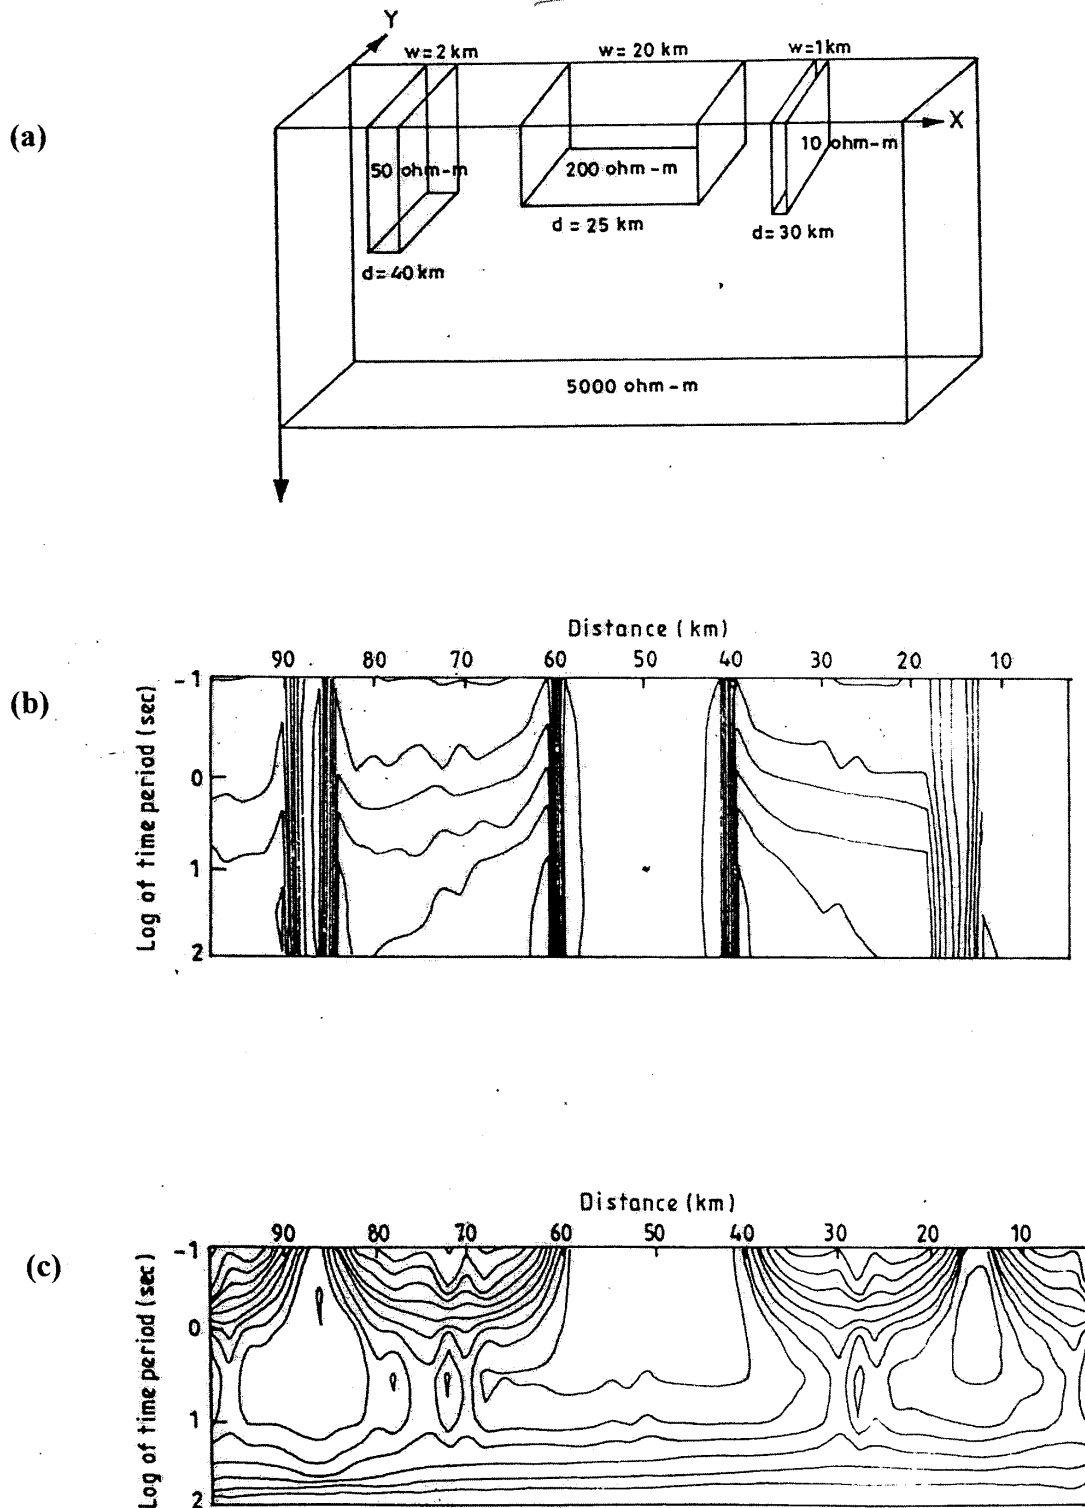 Y
w=2 km w=20 km w=1km
(a)
X
50 ohm-m 200 ohm-m 10 ohm-m
d=25 km d=30 km
d=40 km
5000 ohm-m
Distance (km)
90 80 70 60 50 40 30 20 10
(b)
-1
0
1
2
Log of time period (sec)
Distance (km)
90 80 70 60 50 40 30 20 10
(c)
-1
0
1
2
Log of time period (sec)